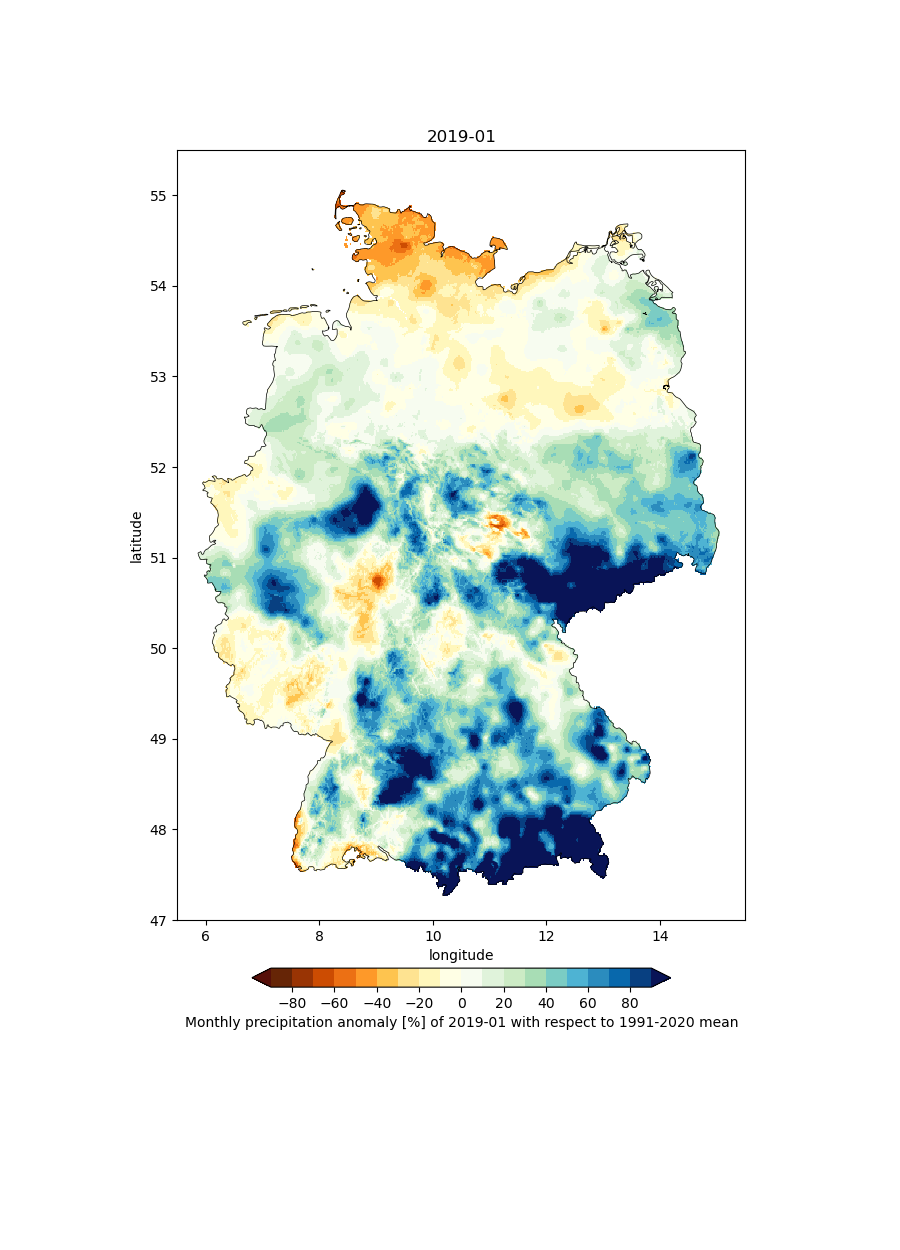 2019-01
55
54
53
52
51
50
49
48
47
latitude
6 8 10 12 14
longitude
−80 −60 −40 −20 0 20 40 60 80
Monthly precipitation anomaly [%] of 2019-01 with respect to 1991-2020 mean